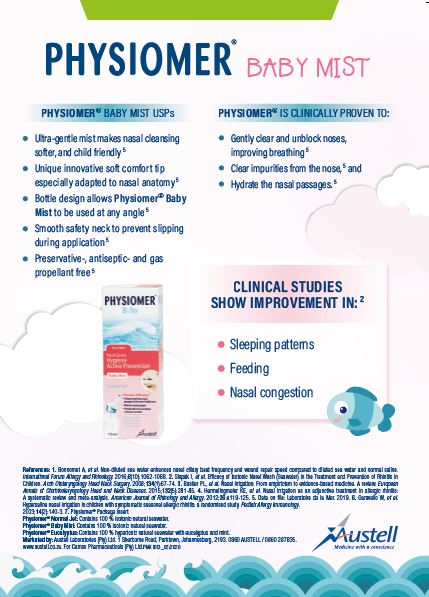 PHYSIOMER® BABY MIST
PHYSIOMER®⁄ BABY MIST USPs
• Ultra-gentle mist makes nasal cleansing
softer, and child friendly 5
• Unique innovative soft comfort tip
especially adapted to nasal anatomy 5
• Bottle design allows Physiomer® Baby
Mist to be used at any angle 5
• Smooth safety neck to prevent slipping
during application 5
• Preservative-, antiseptic- and gas
propellant free 5
PHYSIOMER®⁄ IS CLINICALLY PROVEN TO:
• Gently clear and unblock noses,
improving breathing 5
• Clear impurities from the nose, 5 and
• Hydrate the nasal passages. 5
CLINICAL STUDIES
SHOW IMPROVEMENT IN: 2
• Sleeping patterns
• Feeding
• Nasal congestion
PHYSIOMER
Baby
Hygiene
Active Prevention
Austell
References: 1. Bonnomet A, et al. Non-diluted sea water enhances nasal ciliary beat frequency and wound repair speed compared to diluted sea water and normal saline.
International Forum Allergy and Rhinology. 2016;6(10):1062-1068. 2. Slapak I, et al. Efficacy of Isotonic Nasal Wash (Seawater) in the Treatment and Prevention of Rhinitis in
Children. Arch Otolaryngology Head Neck Surgery. 2008;134(1):67-74. 3. Bastier PL, et al. Nasal irrigation: From empiricism to evidence-based medicine. A review. European
Annals of Otorhinolaryngology Head and Neck Diseases. 2015;132(5):281-85. 4. Hermelingmeier KE, et al. Nasal irrigation as an adjunctive treatment in allergic rhinitis:
A systematic review and meta-analysis. American Journal of Rhinology and Allergy. 2012;26:e119-125. 5. Data on file: Laboratoire de la Mer. 2019. 6. Garavello W, et al.
Hypersaline nasal irrigation in children with symptomatic seasonal allergic rhinitis: a randomised study. Pediatr Allergy Immunology.
2003;14(2):140-3. 7. Physiomer® Package Insert
Physiomer® Normal Jet: Contains 100 % isotonic natural seawater.
Physiomer® Baby Mist: Contains 100 % isotonic natural seawater.
Physiomer® Eucalyptus: Contains 100 % hypertonic natural seawater with eucalyptus and mint.
Marketed by: Austell Laboratories (Pty) Ltd. 1 Sherborne Road, Parktown, Johannesburg, 2193. 0860 AUSTELL / 0860 287835.
www.austell.co.za. For Camox Pharmaceuticals (Pty) Ltd.
Austell
Medicine with a conscience